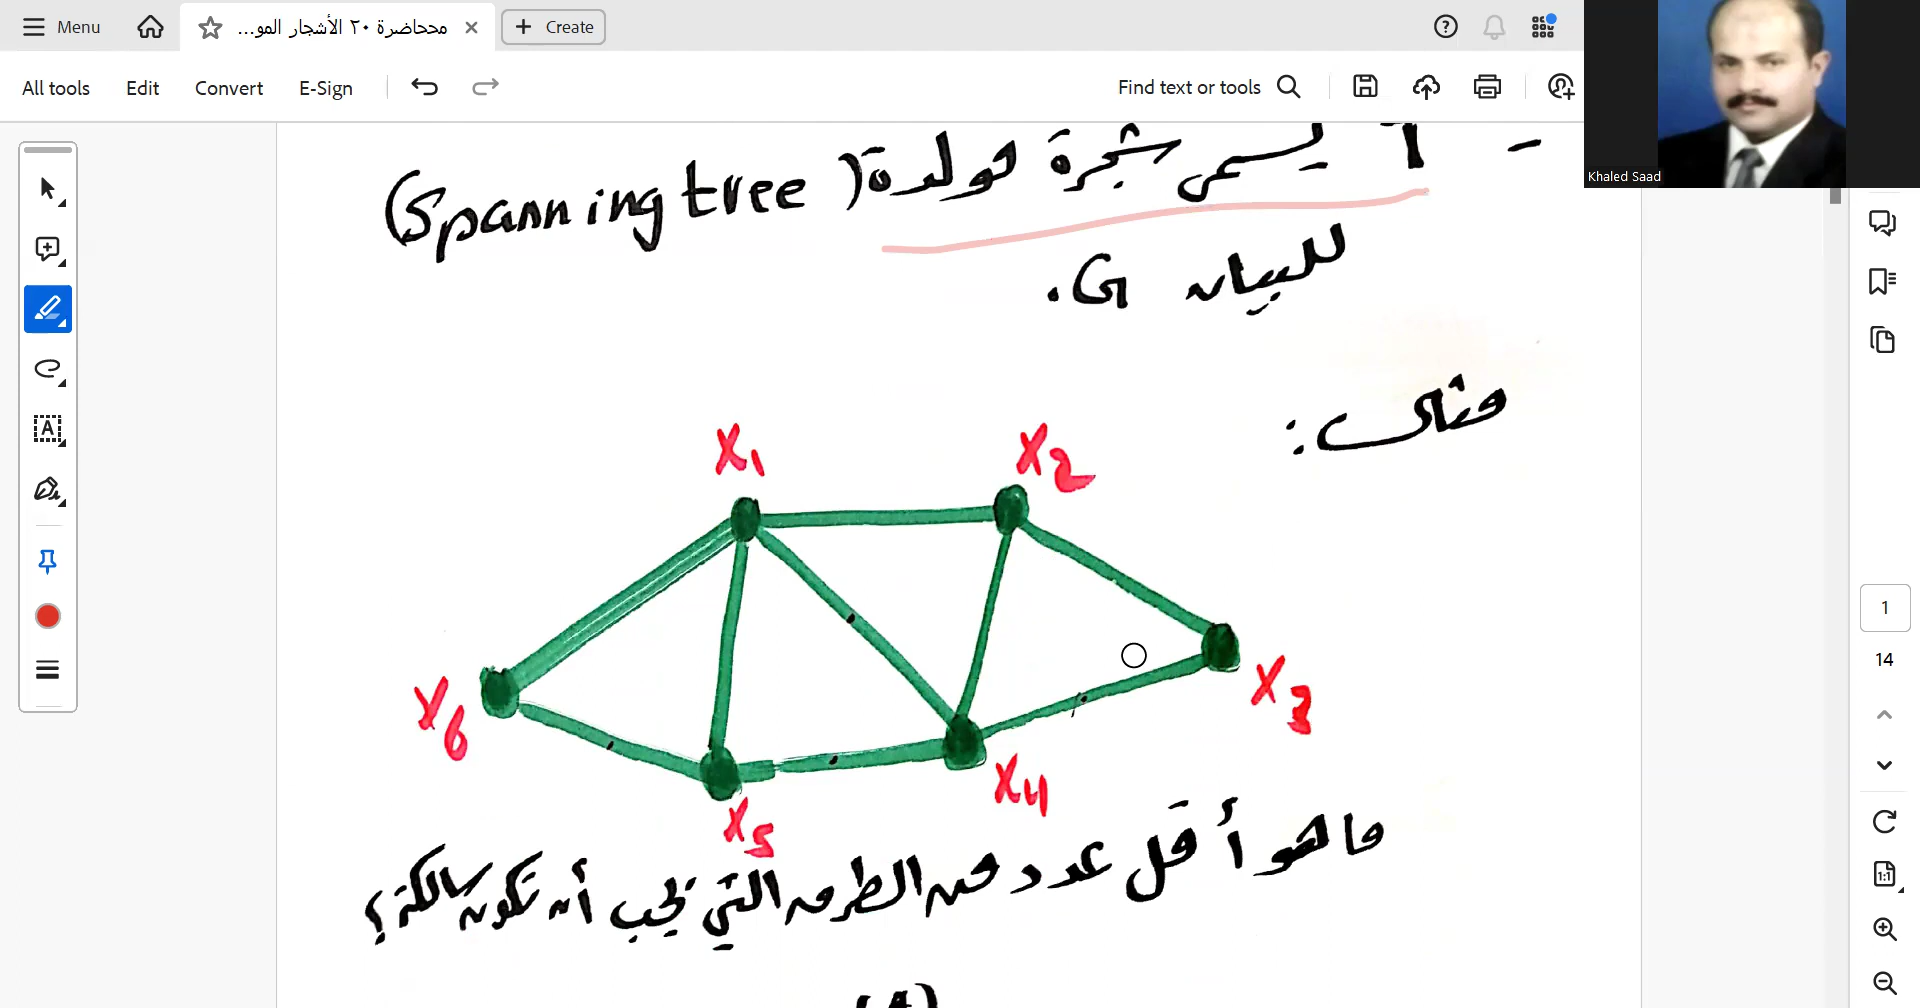 Menu
محاضرة ٢٠ الأشجار المو...
Create
All tools
Edit
Convert
E-Sign
Find text or tools
Khaled Saad
يسمى شجرة مولدة (Spanning tree)
للبيان G.
مثال:
X1
X2
X3
X4
X5
X6
ما هو أقل عدد من الطرق التي يجب أن تكون سالكة؟
1
14
1:1